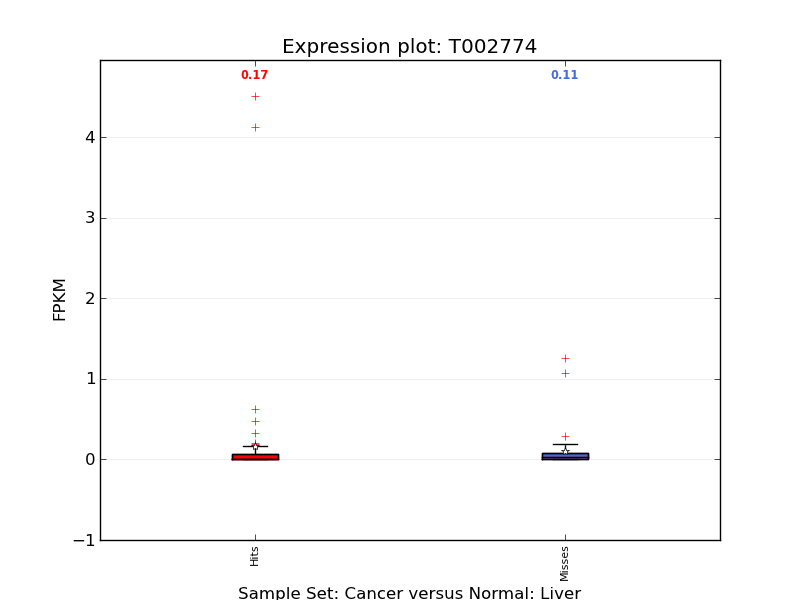 Expression plot: T002774
0.17
0.11
4
3
2
1
0
−1
FPKM
Hits
Misses
Sample Set: Cancer versus Normal: Liver